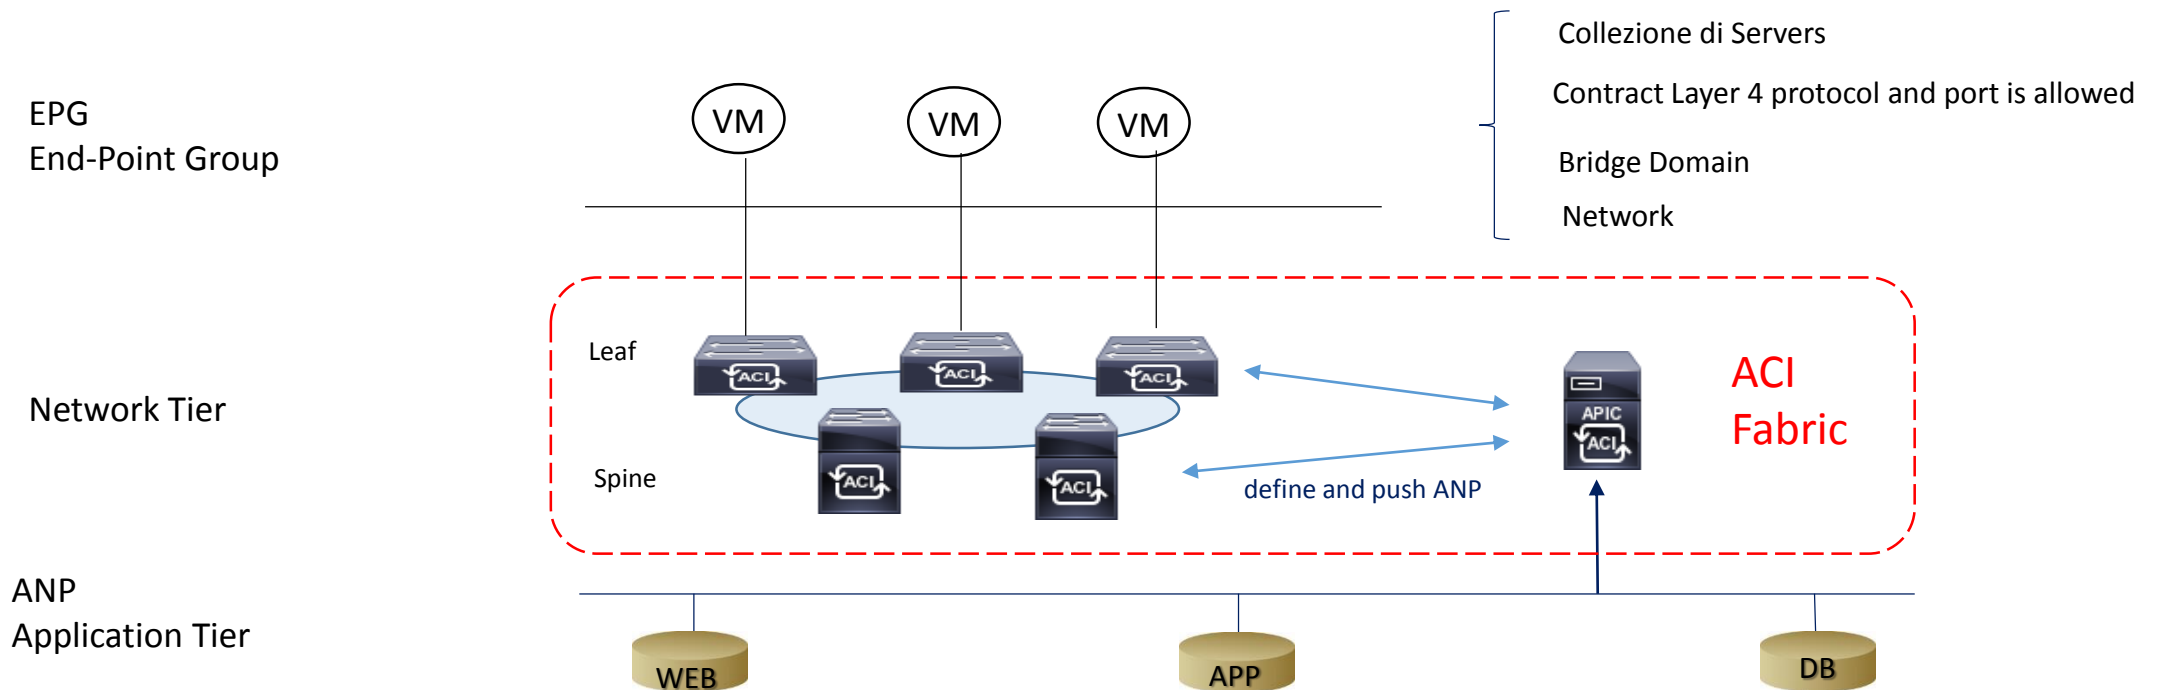 Collezione di Servers
Contract Layer 4 protocol and port is allowed
Bridge Domain
Network
EPG
End-Point Group
VM
VM
VM
Leaf
ACI
ACI
ACI
Network Tier
Spine
ACI
ACI
define and push ANP
APIC
ACI
ACI
Fabric
ANP
Application Tier
WEB
APP
DB